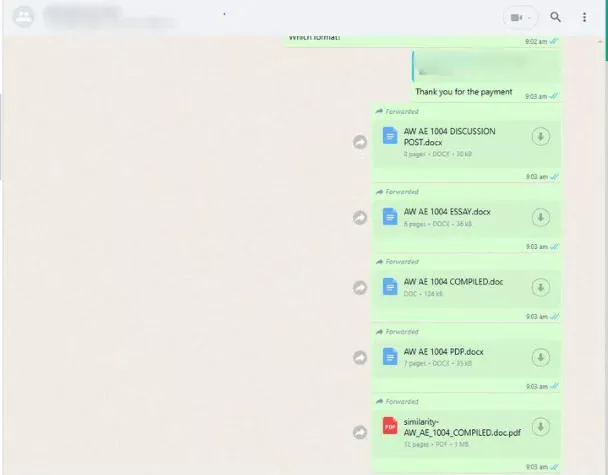 Which format!
9:02 am
Thank you for the payment
9:03 am
Forwarded
AW AE 1004 DISCUSSION
POST.docx
8 pages • DOCX • 30 kB
9:03 am
Forwarded
AW AE 1004 ESSAY.docx
6 pages • DOCX • 36 kB
9:03 am
Forwarded
AW AE 1004 COMPILED.doc
DOC • 124 kB
9:03 am
Forwarded
AW AE 1004 PDP.docx
7 pages • DOCX • 35 kB
9:03 am
Forwarded
PDF
similarity-
AW_AE_1004_COMPILED.doc.pdf
32 pages • PDF • 1 MB
9:03 am